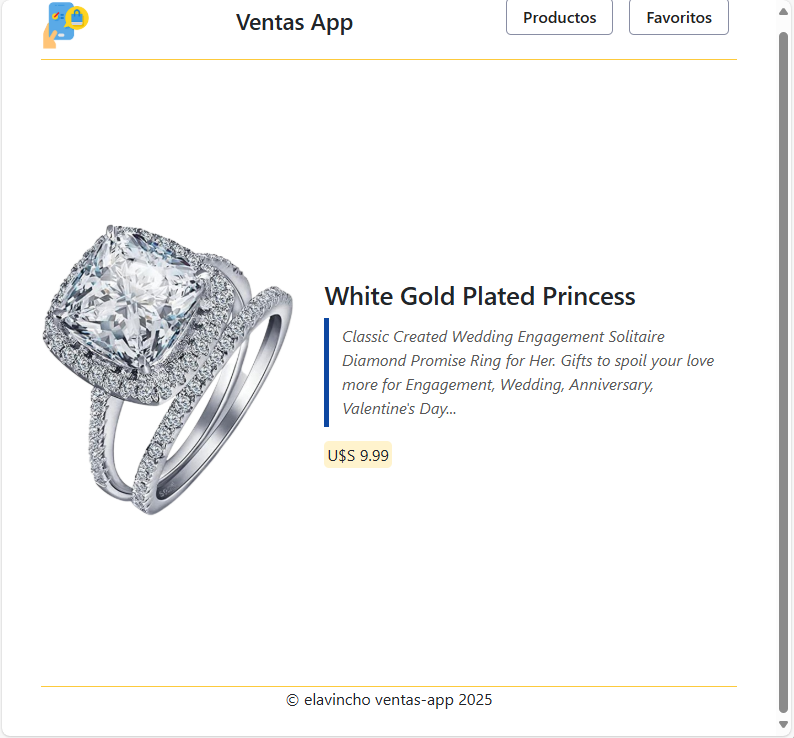 Ventas App
Productos
Favoritos
White Gold Plated Princess
Classic Created Wedding Engagement Solitaire
Diamond Promise Ring for Her. Gifts to spoil your love
more for Engagement, Wedding, Anniversary,
Valentine's Day...
U$S 9.99
© elavincho ventas-app 2025